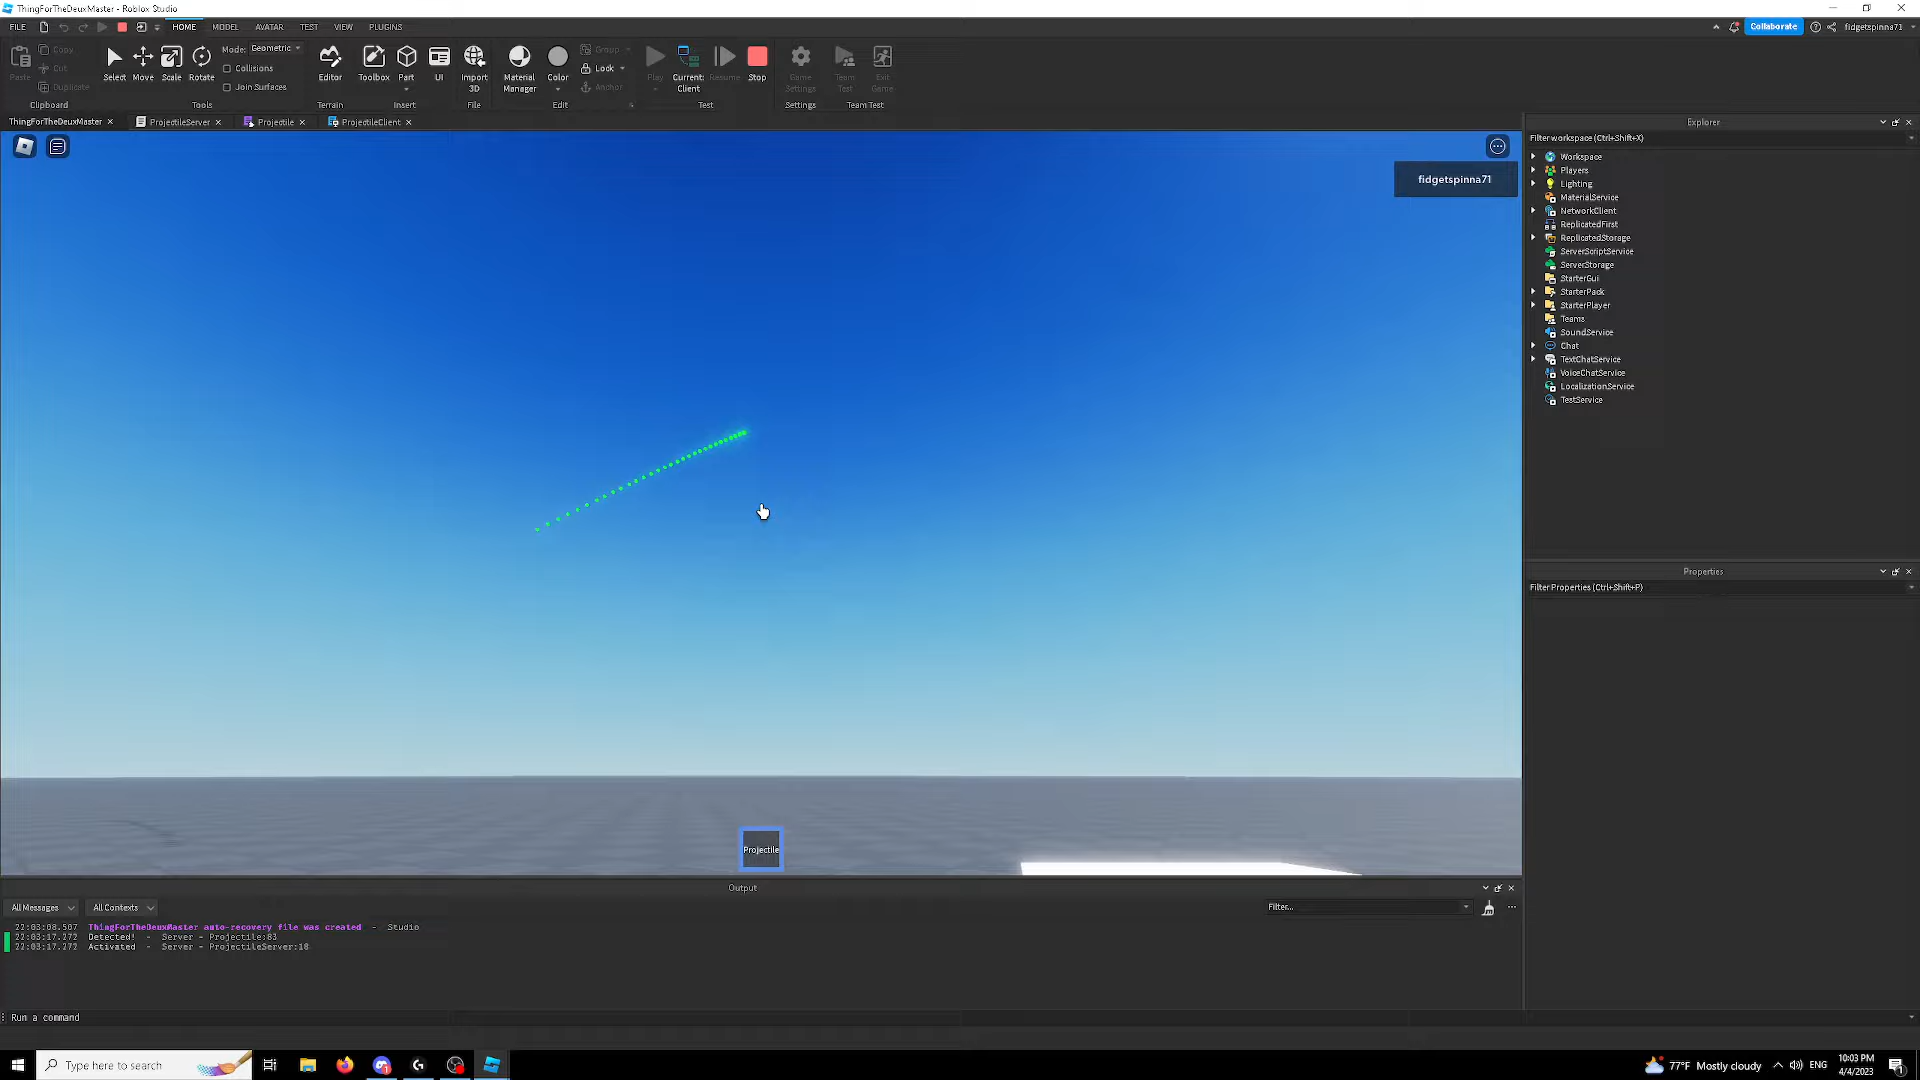 ThingForTheDeuxMaster - Roblox Studio
FILE HOME MODEL AVATAR TEST VIEW PLUGINS Collaborate fidgetspinna71
Paste Copy Cut Duplicate Select Move Scale Rotate Mode: Geometric Collisions Join Surfaces Editor Toolbox Part UI Import 3D Material Manager Color Group Lock Anchor Play Current: Client Resume Stop Game Settings Team Test Exit Game
Clipboard Tools Terrain Insert File Edit Test Settings Team Test
ThingForTheDeuxMaster ProjectileServer Projectile ProjectileClient
fidgetspinna71
Projectile
Explorer
Filter workspace (Ctrl+Shift+X)
Workspace
Players
Lighting
MaterialService
NetworkClient
ReplicatedFirst
ReplicatedStorage
ServerScriptService
ServerStorage
StarterGui
StarterPack
StarterPlayer
Teams
SoundService
Chat
TextChatService
VoiceChatService
LocalizationService
TestService
Properties
Filter Properties (Ctrl+Shift+P)
Output
All Messages All Contexts Filter...
22:03:08.507 ThingForTheDeuxMaster auto-recovery file was created - Studio
22:03:17.272 Detected! - Server - Projectile:83
22:03:17.272 Activated - Server - ProjectileServer:18
Run a command
Type here to search 77°F Mostly cloudy ENG 10:03 PM
4/4/2023